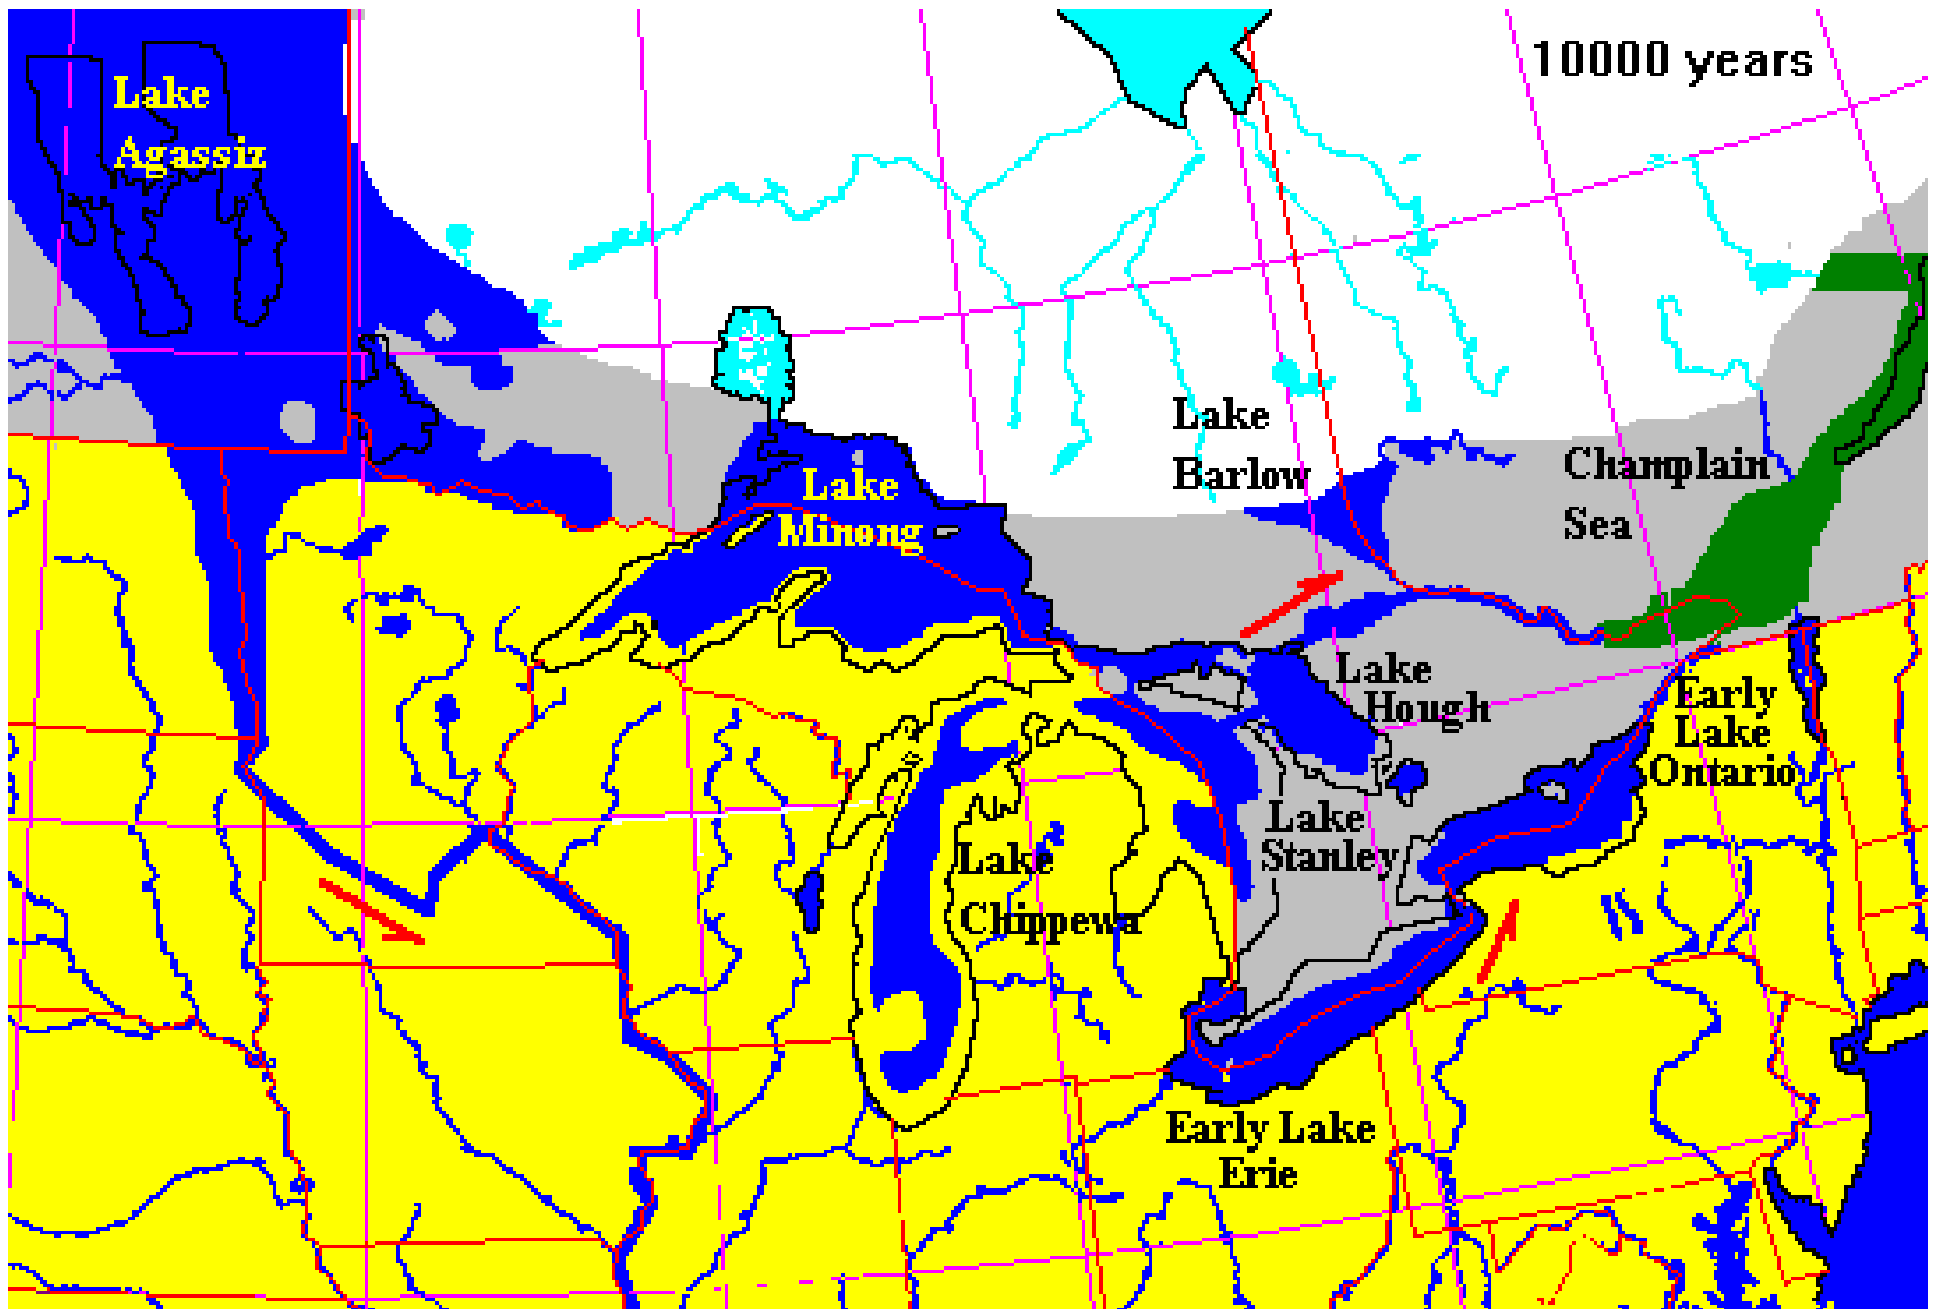 10000 years
Lake
Agassiz
Lake
Barlow
Champlain
Sea
Lake
Minong
Lake
Hough
Early
Lake
Ontario
Lake
Stanley
Lake
Chippewa
Early Lake
Erie